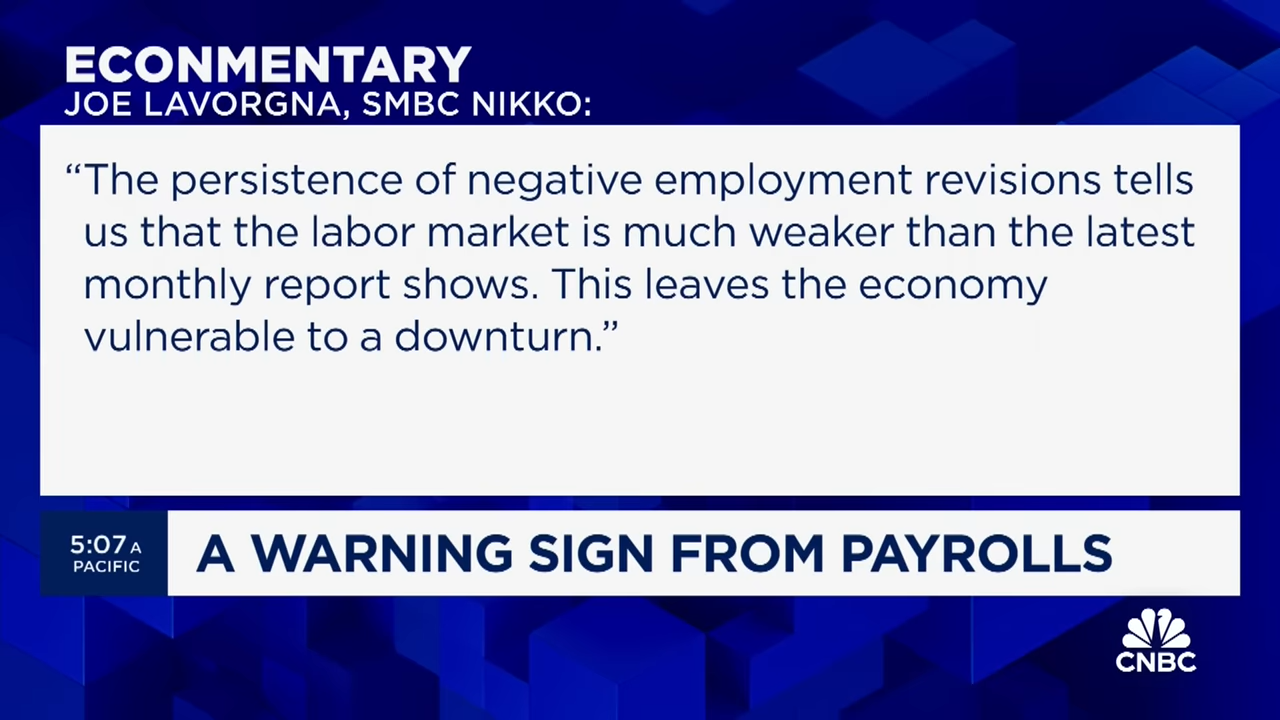 ECONMENTARY
JOE LAVORGNA, SMBC NIKKO:
“The persistence of negative employment revisions tells
us that the labor market is much weaker than the latest
monthly report shows. This leaves the economy
vulnerable to a downturn.”
5:07 A
PACIFIC
A WARNING SIGN FROM PAYROLLS
CNBC